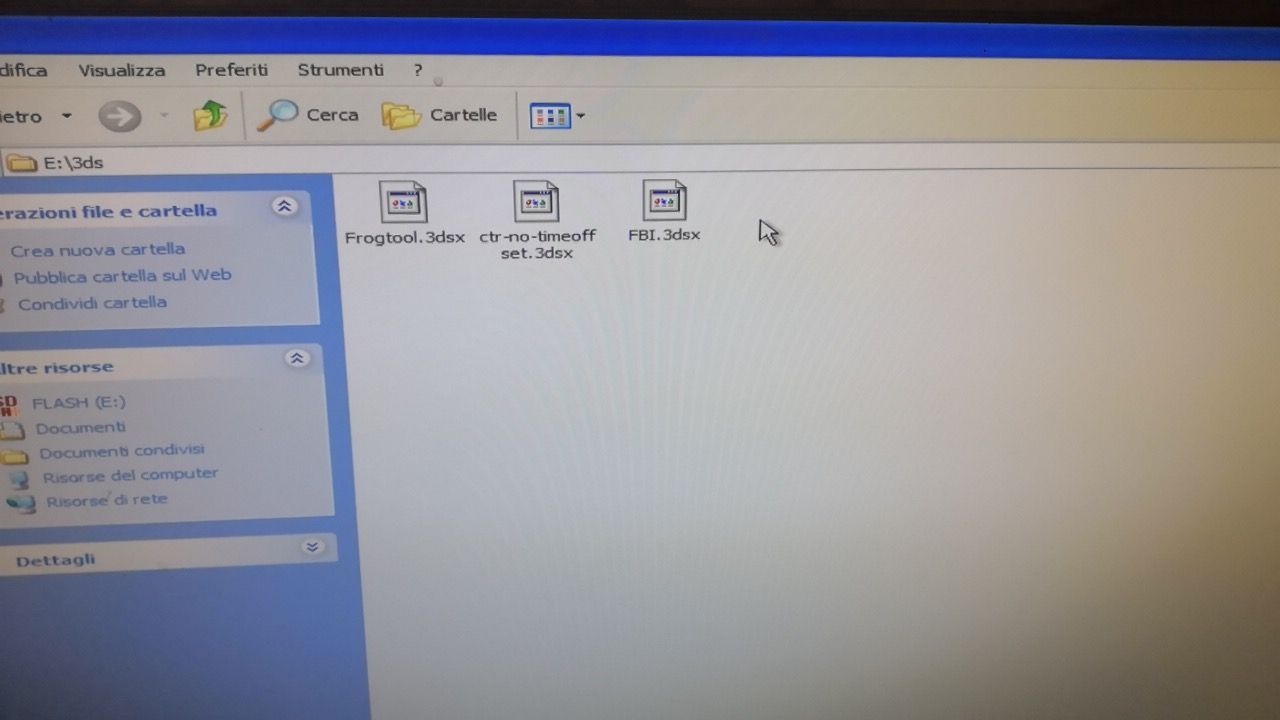 difica Visualizza Preferiti Strumenti ?
ietro Cerca Cartelle
E:\3ds
erazioni file e cartella
Crea nuova cartella
Pubblica cartella sul Web
Condividi cartella
ltre risorse
FLASH (E:)
Documenti
Documenti condivisi
Risorse del computer
Risorse di rete
Dettagli
Frogtool.3dsx ctr-no-timeoff FBI.3dsx
set.3dsx